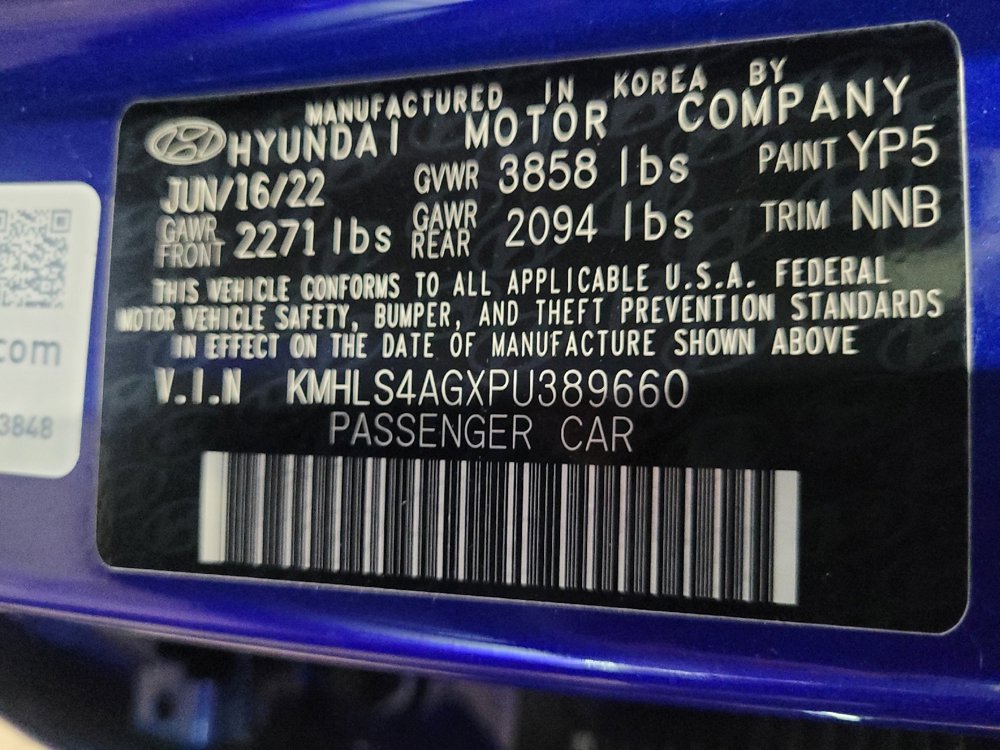 MANUFACTURED IN KOREA BY
HYUNDAI MOTOR COMPANY
JUN/16/22 GVWR 3858 lbs PAINT YP5
GAWR FRONT 2271 lbs GAWR REAR 2094 lbs TRIM NNB
THIS VEHICLE CONFORMS TO ALL APPLICABLE U.S.A. FEDERAL
MOTOR VEHICLE SAFETY, BUMPER, AND THEFT PREVENTION STANDARDS
IN EFFECT ON THE DATE OF MANUFACTURE SHOWN ABOVE
V.I.N KMHLS4AGXPU389660
PASSENGER CAR
.com
3848